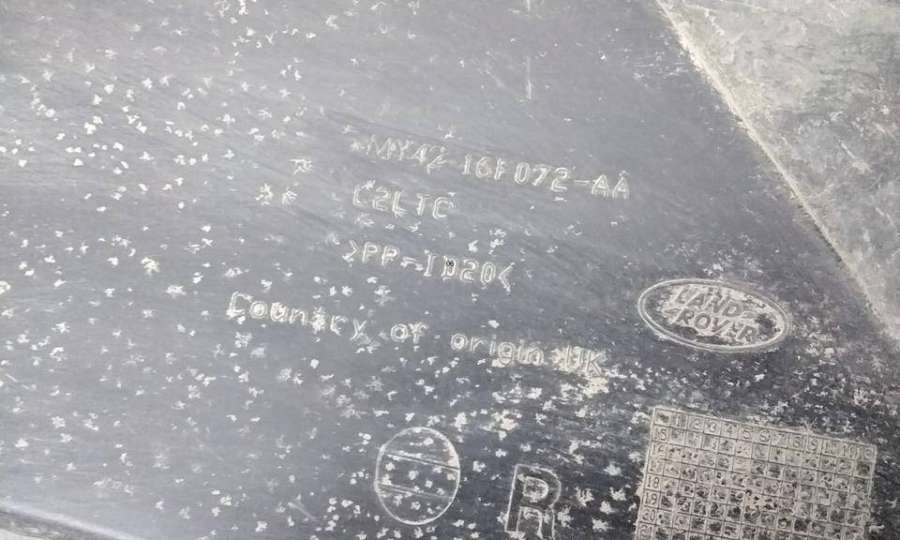 MY42-16F072-AA
C2LTC
>PP-TD20<
Country of origin UK
LAND-
ROVER
R